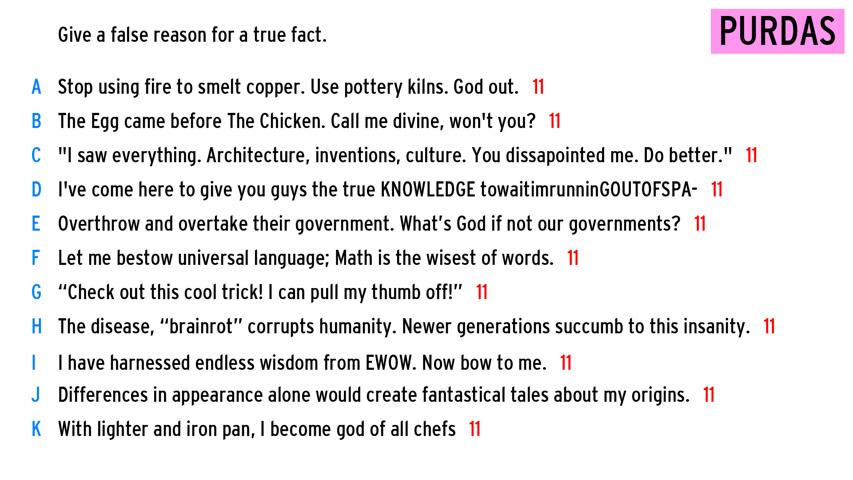 Give a false reason for a true fact.
PURDAS
A Stop using fire to smelt copper. Use pottery kilns. God out. 11
B The Egg came before The Chicken. Call me divine, won't you? 11
C "I saw everything. Architecture, inventions, culture. You dissapointed me. Do better." 11
D I've come here to give you guys the true KNOWLEDGE towaitimrunninGOUTOFSPA- 11
E Overthrow and overtake their government. What’s God if not our governments? 11
F Let me bestow universal language; Math is the wisest of words. 11
G “Check out this cool trick! I can pull my thumb off!” 11
H The disease, “brainrot” corrupts humanity. Newer generations succumb to this insanity. 11
I I have harnessed endless wisdom from EWOW. Now bow to me. 11
J Differences in appearance alone would create fantastical tales about my origins. 11
K With lighter and iron pan, I become god of all chefs 11